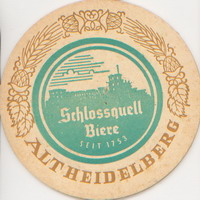 Schlossquell
Biere
SEIT 1753
ALTHEIDELBERG